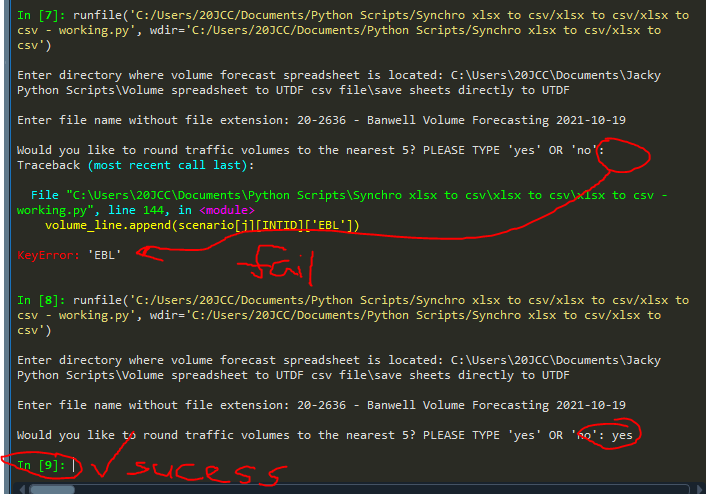 In [7]: runfile('C:/Users/20JCC/Documents/Python Scripts/Synchro xlsx to csv/xlsx to csv/xlsx to
csv - working.py', wdir='C:/Users/20JCC/Documents/Python Scripts/Synchro xlsx to csv/xlsx to
csv')
Enter directory where volume forecast spreadsheet is located: C:\Users\20JCC\Documents\Jacky
Python Scripts\Volume spreadsheet to UTDF csv file\save sheets directly to UTDF
Enter file name without file extension: 20-2636 - Banwell Volume Forecasting 2021-10-19
Would you like to round traffic volumes to the nearest 5? PLEASE TYPE 'yes' OR 'no':
Traceback (most recent call last):
File "C:\Users\20JCC\Documents\Python Scripts\Synchro xlsx to csv\xlsx to csv\xlsx to csv -
working.py", line 144, in <module>
volume_line.append(scenario[j][INTID]['EBL'])
KeyError: 'EBL'
fail
In [8]: runfile('C:/Users/20JCC/Documents/Python Scripts/Synchro xlsx to csv/xlsx to csv/xlsx to
csv - working.py', wdir='C:/Users/20JCC/Documents/Python Scripts/Synchro xlsx to csv/xlsx to
csv')
Enter directory where volume forecast spreadsheet is located: C:\Users\20JCC\Documents\Jacky
Python Scripts\Volume spreadsheet to UTDF csv file\save sheets directly to UTDF
Enter file name without file extension: 20-2636 - Banwell Volume Forecasting 2021-10-19
Would you like to round traffic volumes to the nearest 5? PLEASE TYPE 'yes' OR 'no': yes
In [9]:
sucess